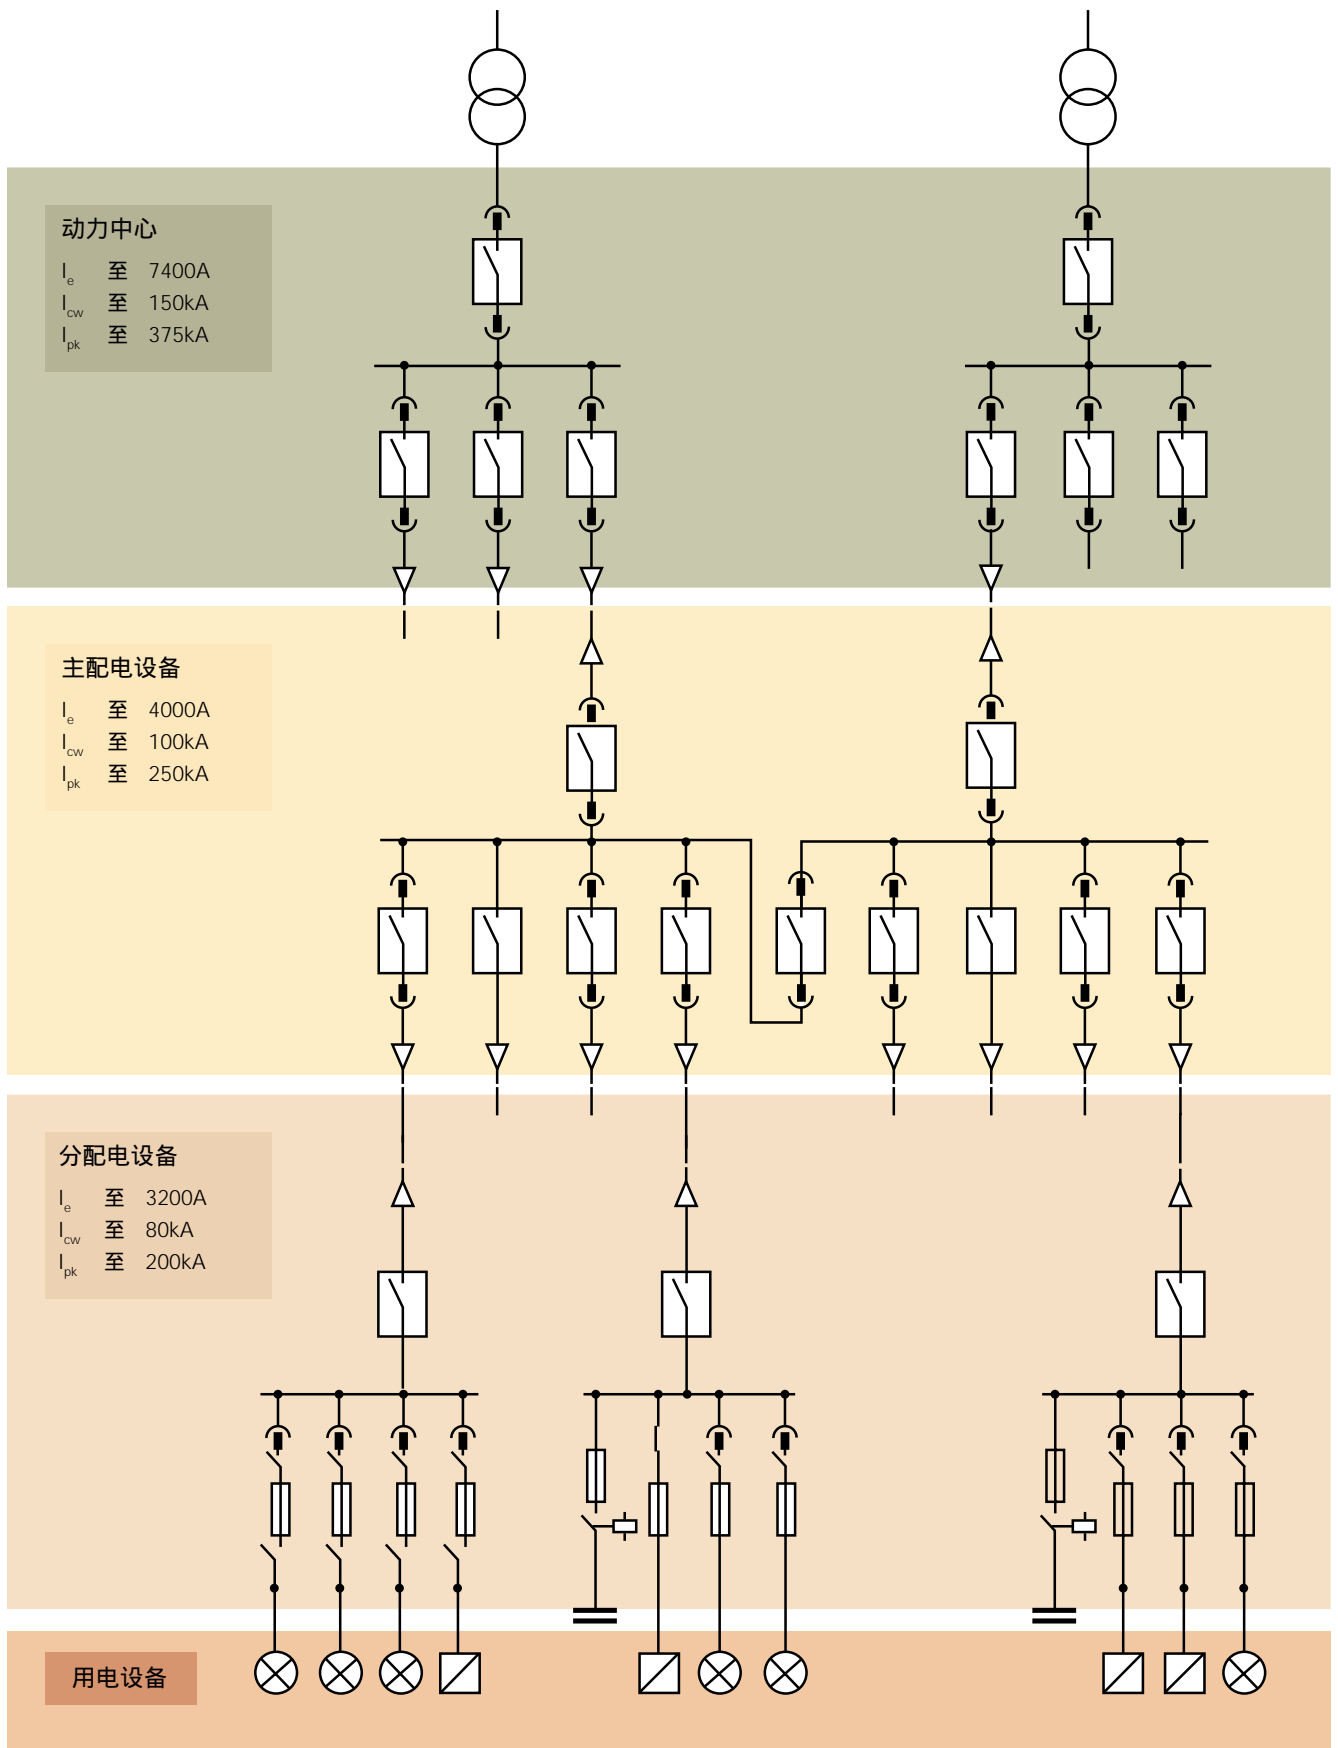 动力中心
Ie 至 7400A
Icw 至 150kA
Ipk 至 375kA
主配电设备
Ie 至 4000A
Icw 至 100kA
Ipk 至 250kA
分配电设备
Ie 至 3200A
Icw 至 80kA
Ipk 至 200kA
用电设备